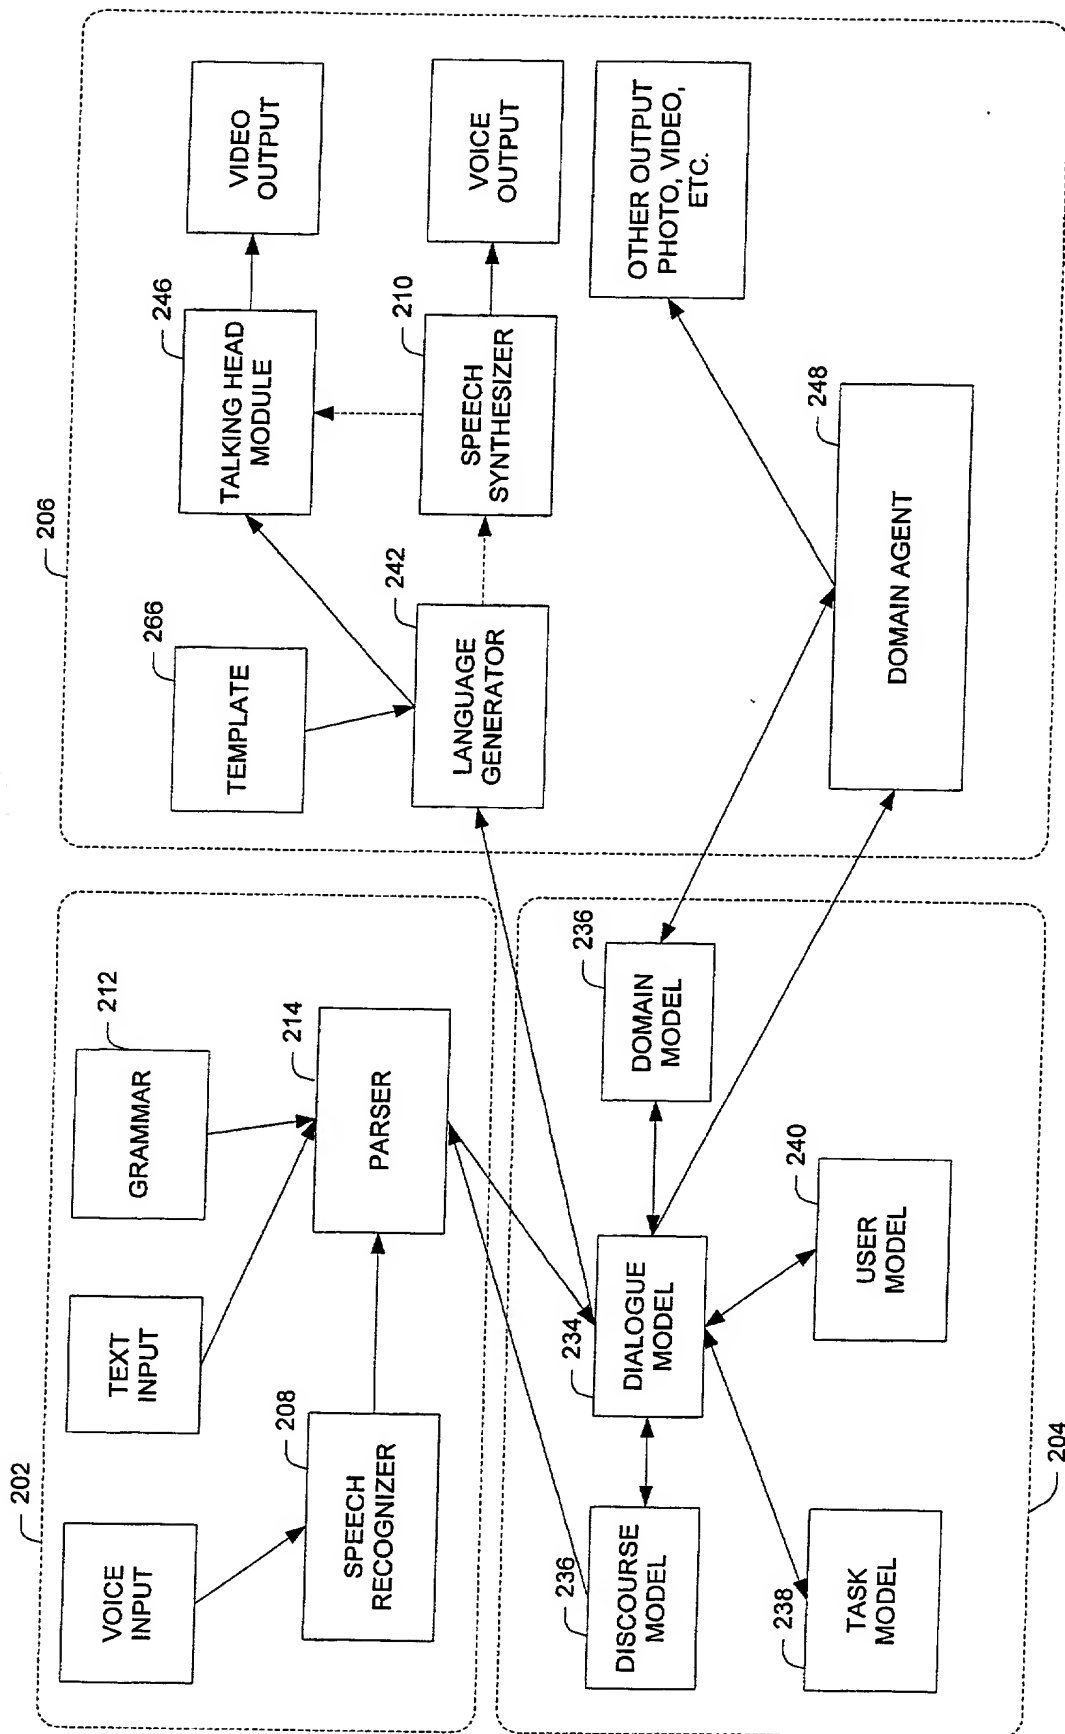 202
VOICE
INPUT
TEXT
INPUT
GRAMMAR
212
208
SPEECH
RECOGNIZER
214
PARSER
206
266
TEMPLATE
246
TALKING HEAD
MODULE
VIDEO
OUTPUT
242
LANGUAGE
GENERATOR
210
SPEECH
SYNTHESIZER
VOICE
OUTPUT
OTHER OUTPUT
PHOTO, VIDEO,
ETC.
248
DOMAIN AGENT
236
DISCOURSE
MODEL
234
DIALOGUE
MODEL
236
DOMAIN
MODEL
238
TASK
MODEL
240
USER
MODEL
204